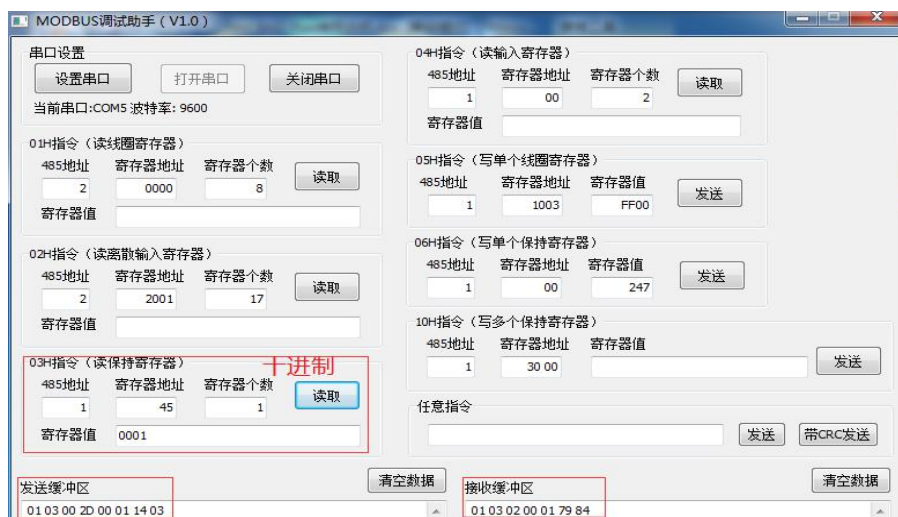 MODBUS调试助手（V1.0）
串口设置
设置串口 打开串口 关闭串口
当前串口:COM5 波特率: 9600
01H指令（读线圈寄存器）
485地址 寄存器地址 寄存器个数
2 0000 8 读取
寄存器值
02H指令（读离散输入寄存器）
485地址 寄存器地址 寄存器个数
2 2001 17 读取
寄存器值
03H指令（读保持寄存器） 十进制
485地址 寄存器地址 寄存器个数
1 45 1 读取
寄存器值 0001
04H指令（读输入寄存器）
485地址 寄存器地址 寄存器个数
1 00 2 读取
寄存器值
05H指令（写单个线圈寄存器）
485地址 寄存器地址 寄存器值
1 1003 FF00 发送
06H指令（写单个保持寄存器）
485地址 寄存器地址 寄存器值
1 00 247 发送
10H指令（写多个保持寄存器）
485地址 寄存器地址 寄存器值
1 30 00 发送
任意指令
发送 带CRC发送
发送缓冲区 清空数据
01 03 00 2D 00 01 14 03
接收缓冲区 清空数据
01 03 02 00 01 79 84